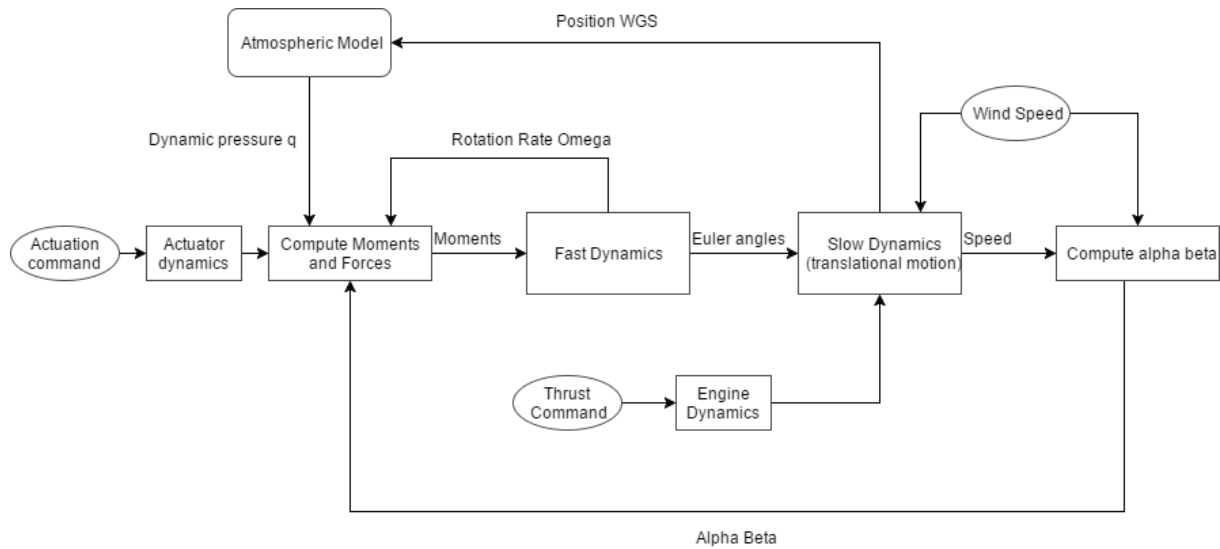 Position WGS
Atmospheric Model
Wind Speed
Dynamic pressure q
Rotation Rate Omega
Actuation
command
Actuator
dynamics
Compute Moments
and Forces
Moments
Fast Dynamics
Euler angles
Slow Dynamics
(translational motion)
Speed
Compute alpha beta
Thrust
Command
Engine
Dynamics
Alpha Beta